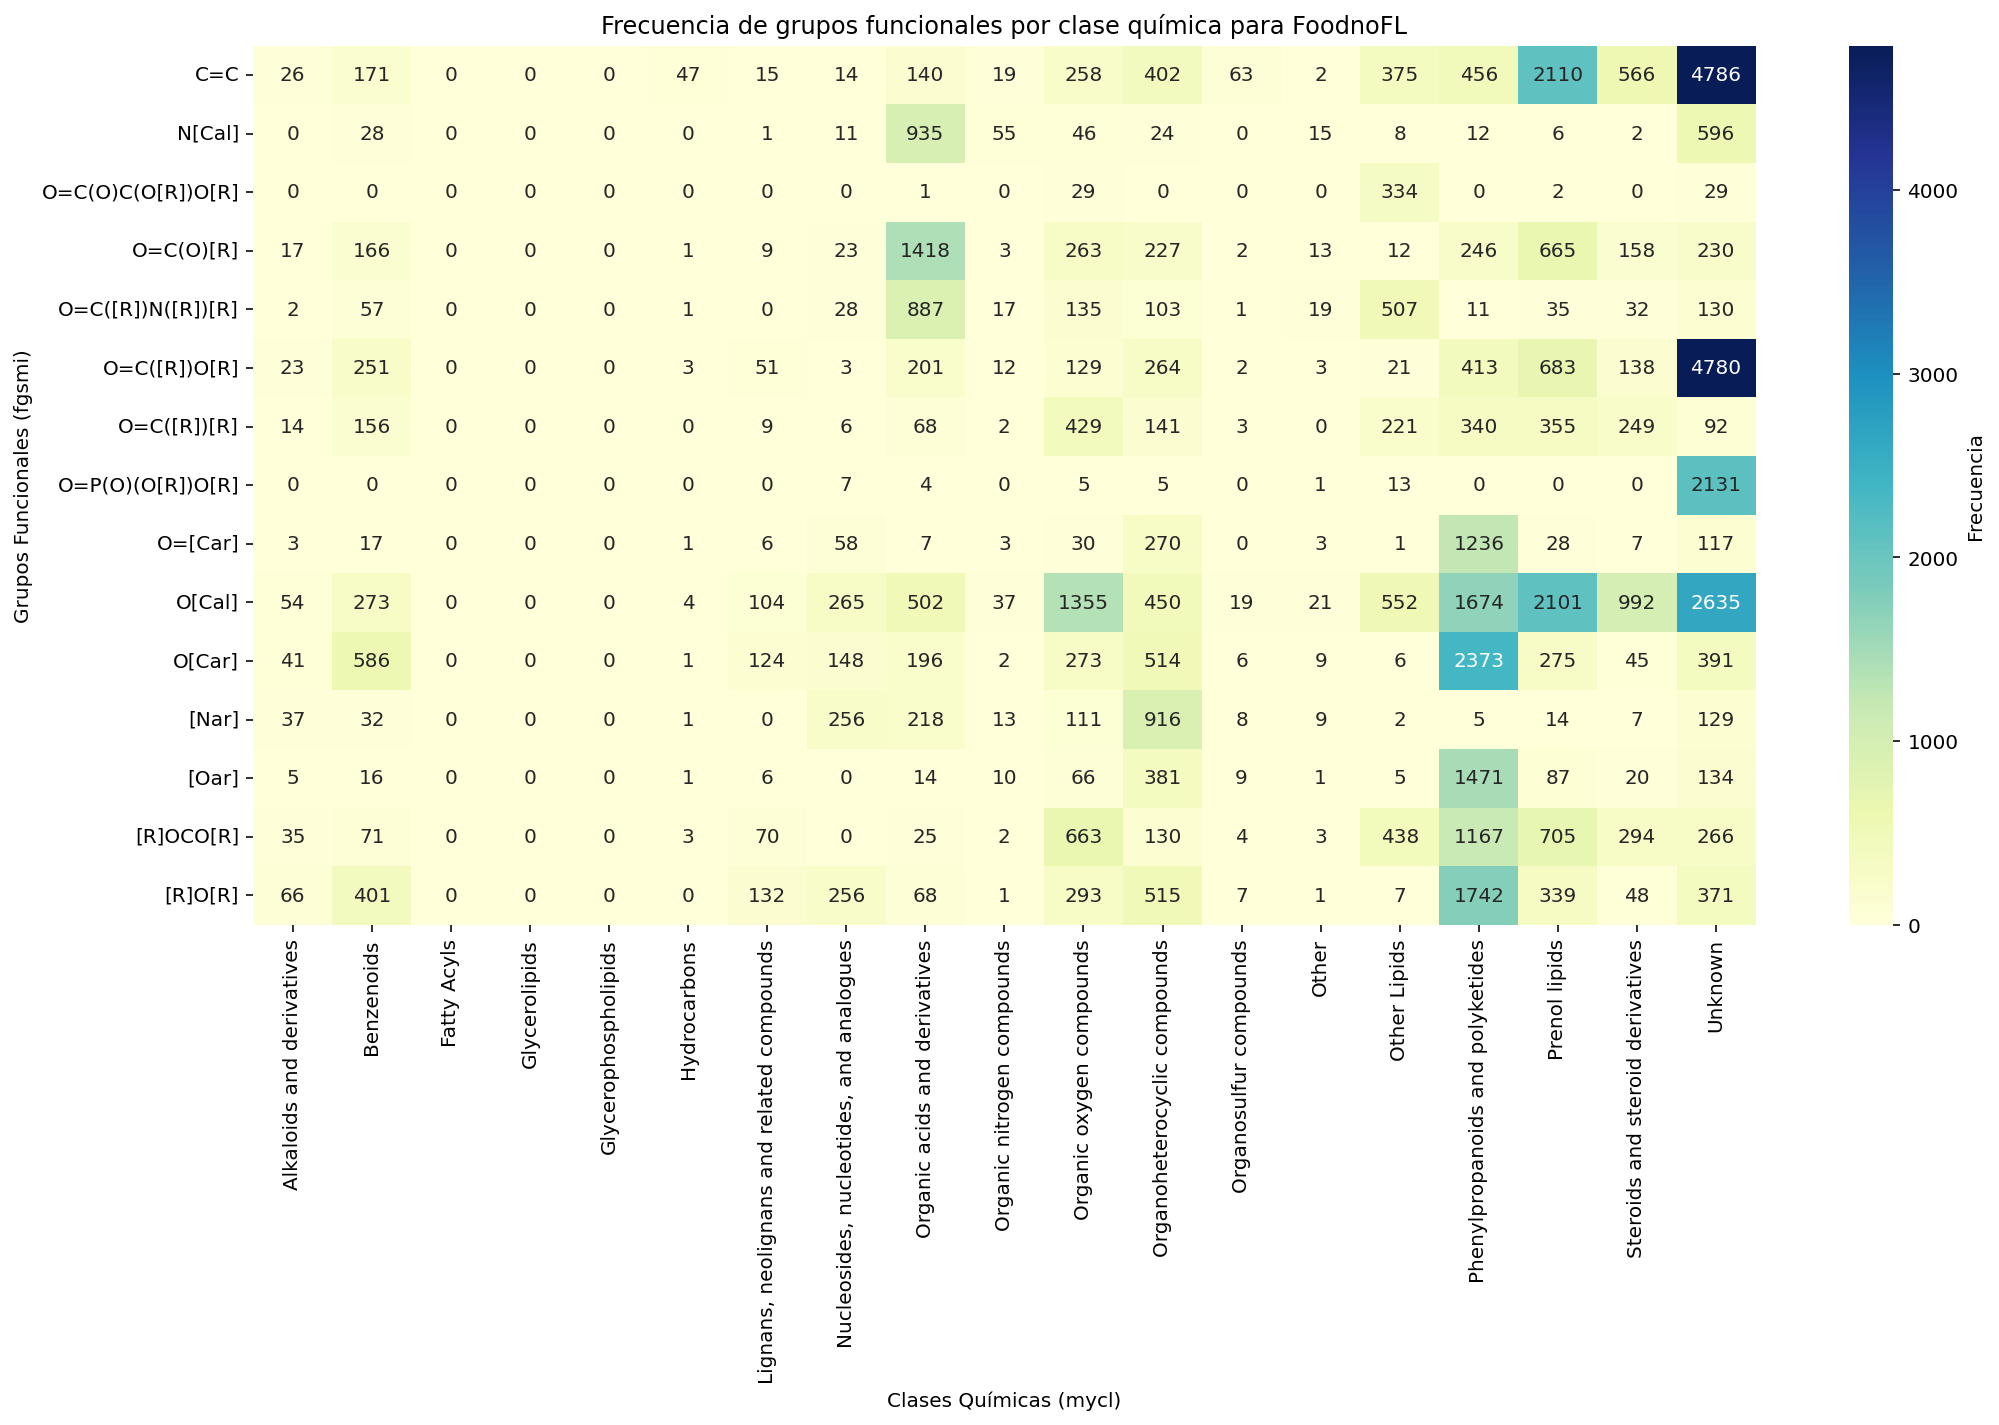 Frecuencia de grupos funcionales por clase química para FoodnoFL
Grupos Funcionales (fgsmi)
C=C 26 171 0 0 0 47 15 14 140 19 258 402 63 2 375 456 2110 566 4786
N[Cal] 0 28 0 0 0 0 1 11 935 55 46 24 0 15 8 12 6 2 596
O=C(O)C(O[R])O[R] 0 0 0 0 0 0 0 0 1 0 29 0 0 0 334 0 2 0 29
O=C(O)[R] 17 166 0 0 0 1 9 23 1418 3 263 227 2 13 12 246 665 158 230
O=C([R])N([R])[R] 2 57 0 0 0 1 0 28 887 17 135 103 1 19 507 11 35 32 130
O=C([R])O[R] 23 251 0 0 0 3 51 3 201 12 129 264 2 3 21 413 683 138 4780
O=C([R])[R] 14 156 0 0 0 0 9 6 68 2 429 141 3 0 221 340 355 249 92
O=P(O)(O[R])O[R] 0 0 0 0 0 0 0 7 4 0 5 5 0 1 13 0 0 0 2131
O=[Car] 3 17 0 0 0 1 6 58 7 3 30 270 0 3 1 1236 28 7 117
O[Cal] 54 273 0 0 0 4 104 265 502 37 1355 450 19 21 552 1674 2101 992 2635
O[Car] 41 586 0 0 0 1 124 148 196 2 273 514 6 9 6 2373 275 45 391
[Nar] 37 32 0 0 0 1 0 256 218 13 111 916 8 9 2 5 14 7 129
[Oar] 5 16 0 0 0 1 6 0 14 10 66 381 9 1 5 1471 87 20 134
[R]OCO[R] 35 71 0 0 0 3 70 0 25 2 663 130 4 3 438 1167 705 294 266
[R]O[R] 66 401 0 0 0 0 132 256 68 1 293 515 7 1 7 1742 339 48 371
Alkaloids and derivatives
Benzenoids
Fatty Acyls
Glycerolipids
Glycerophospholipids
Hydrocarbons
Lignans, neolignans and related compounds
Nucleosides, nucleotides, and analogues
Organic acids and derivatives
Organic nitrogen compounds
Organic oxygen compounds
Organoheterocyclic compounds
Organosulfur compounds
Other
Other Lipids
Phenylpropanoids and polyketides
Prenol lipids
Steroids and steroid derivatives
Unknown
Clases Químicas (mycl)
4000
3000
2000
1000
0
Frecuencia